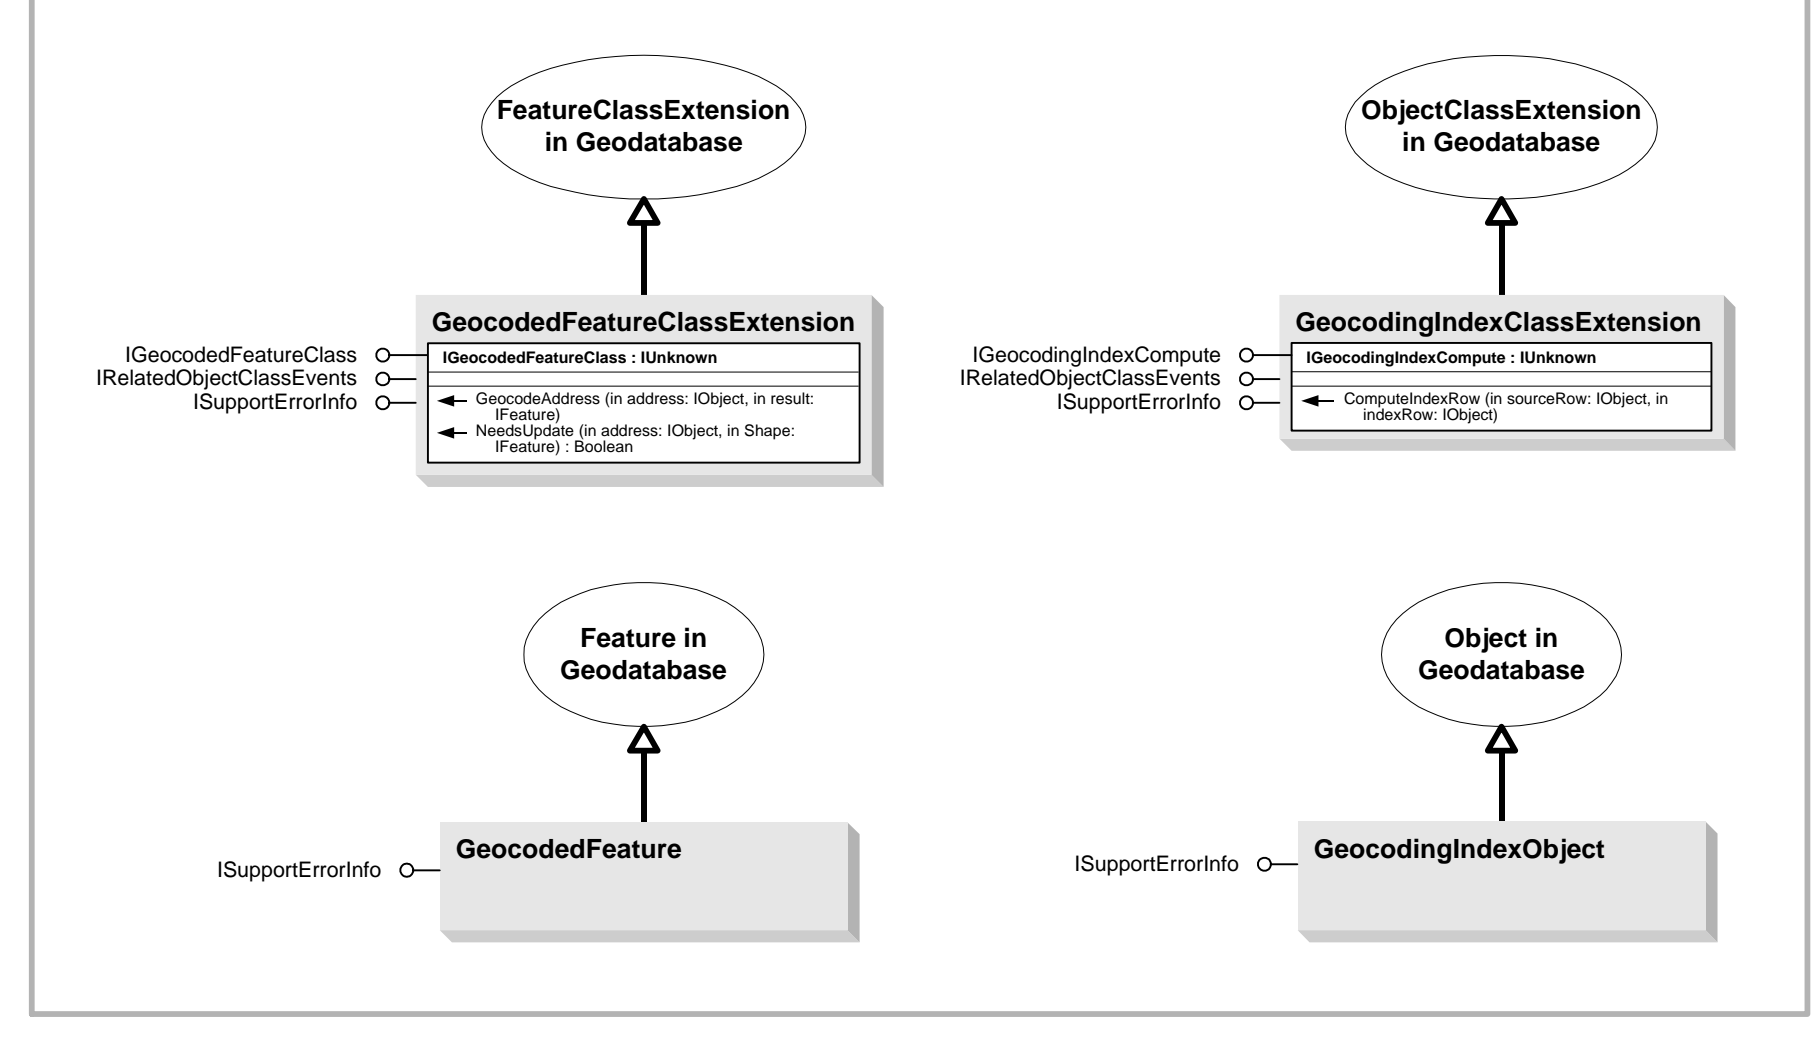 FeatureClassExtension
in Geodatabase
ObjectClassExtension
in Geodatabase
GeocodedFeatureClassExtension
IGeocodedFeatureClass
IRelatedObjectClassEvents
ISupportErrorInfo
IGeocodedFeatureClass : IUnknown
GeocodeAddress (in address: IObject, in result:
IFeature)
NeedsUpdate (in address: IObject, in Shape:
IFeature) : Boolean
GeocodingIndexClassExtension
IGeocodingIndexCompute
IRelatedObjectClassEvents
ISupportErrorInfo
IGeocodingIndexCompute : IUnknown
ComputeIndexRow (in sourceRow: IObject, in
indexRow: IObject)
Feature in
Geodatabase
Object in
Geodatabase
GeocodedFeature
ISupportErrorInfo
GeocodingIndexObject
ISupportErrorInfo